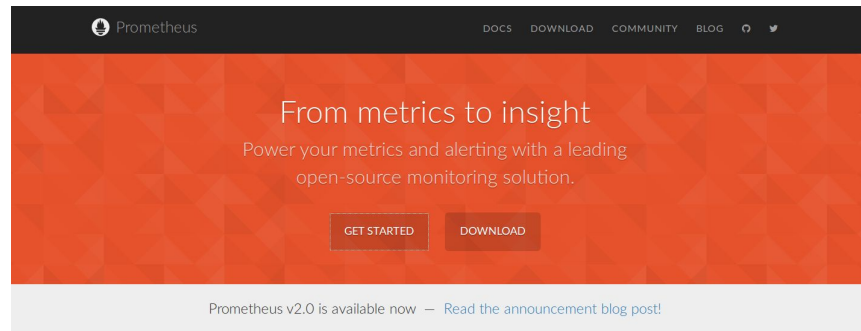 Prometheus
DOCS DOWNLOAD COMMUNITY BLOG
From metrics to insight
Power your metrics and alerting with a leading
open-source monitoring solution.
GET STARTED DOWNLOAD
Prometheus v2.0 is available now — Read the announcement blog post!